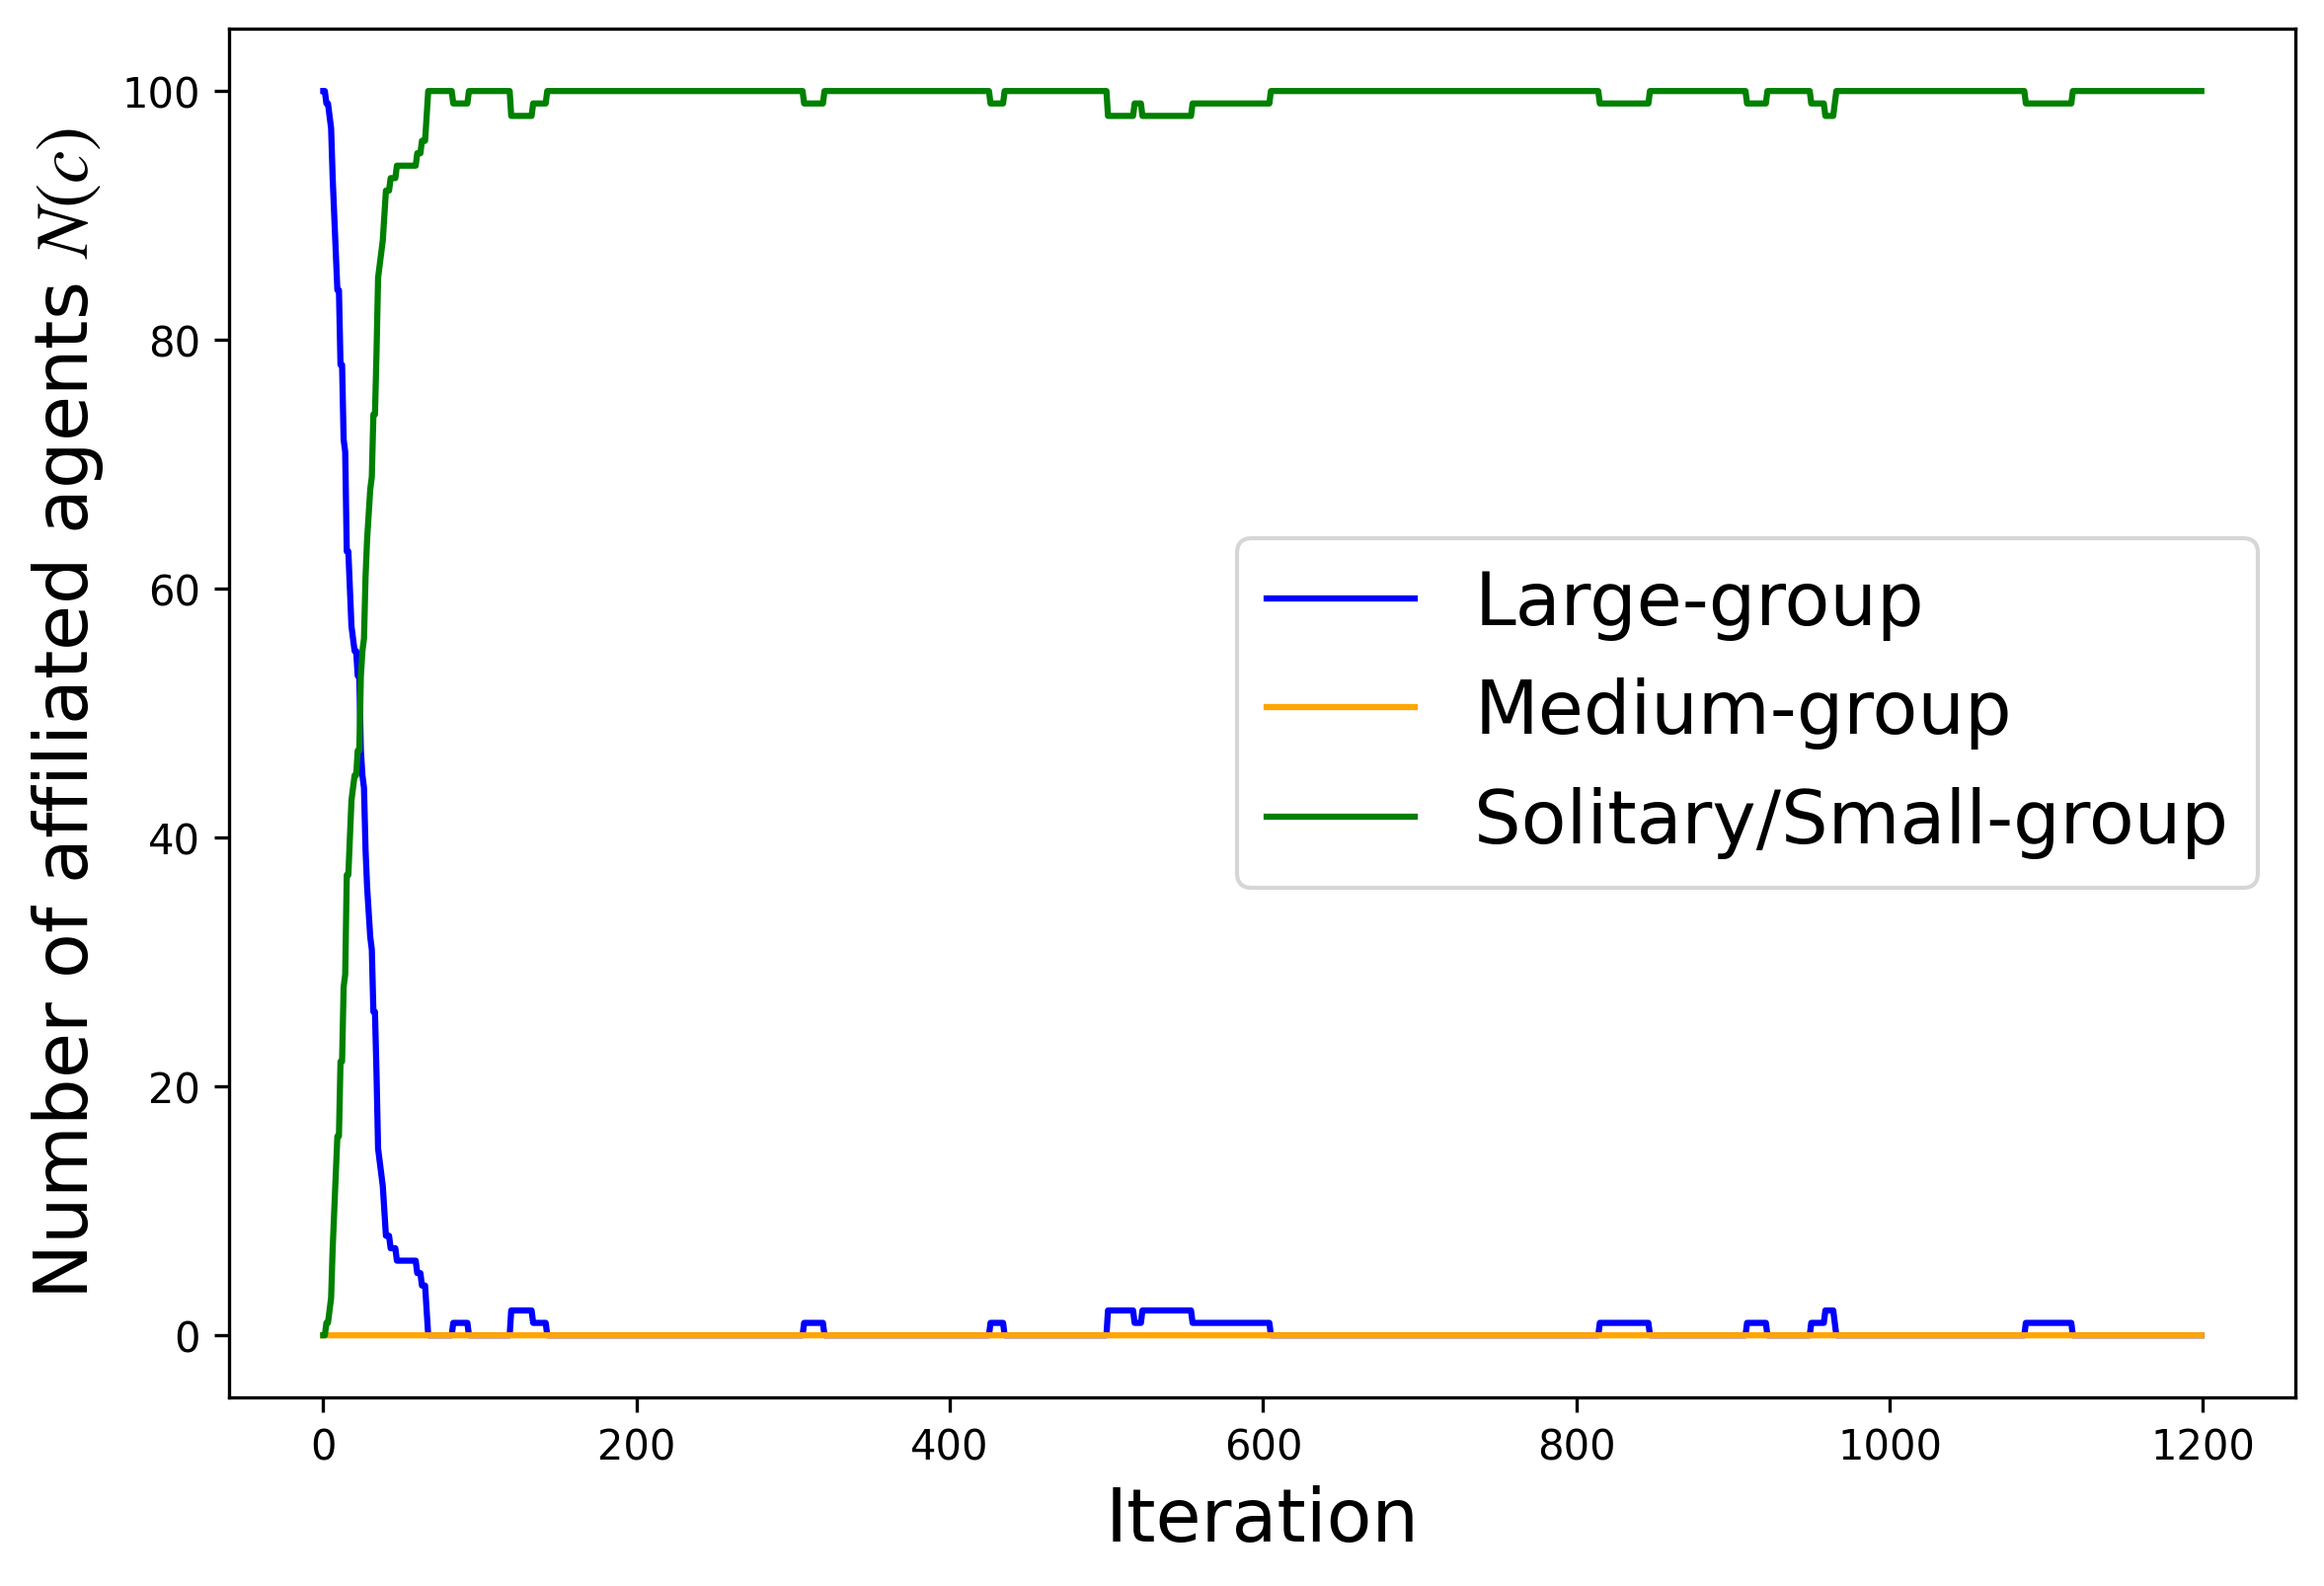 Number of affiliated agents N(c)
100
80
60
40
20
0
Large-group
Medium-group
Solitary/Small-group
0 200 400 600 800 1000 1200
Iteration